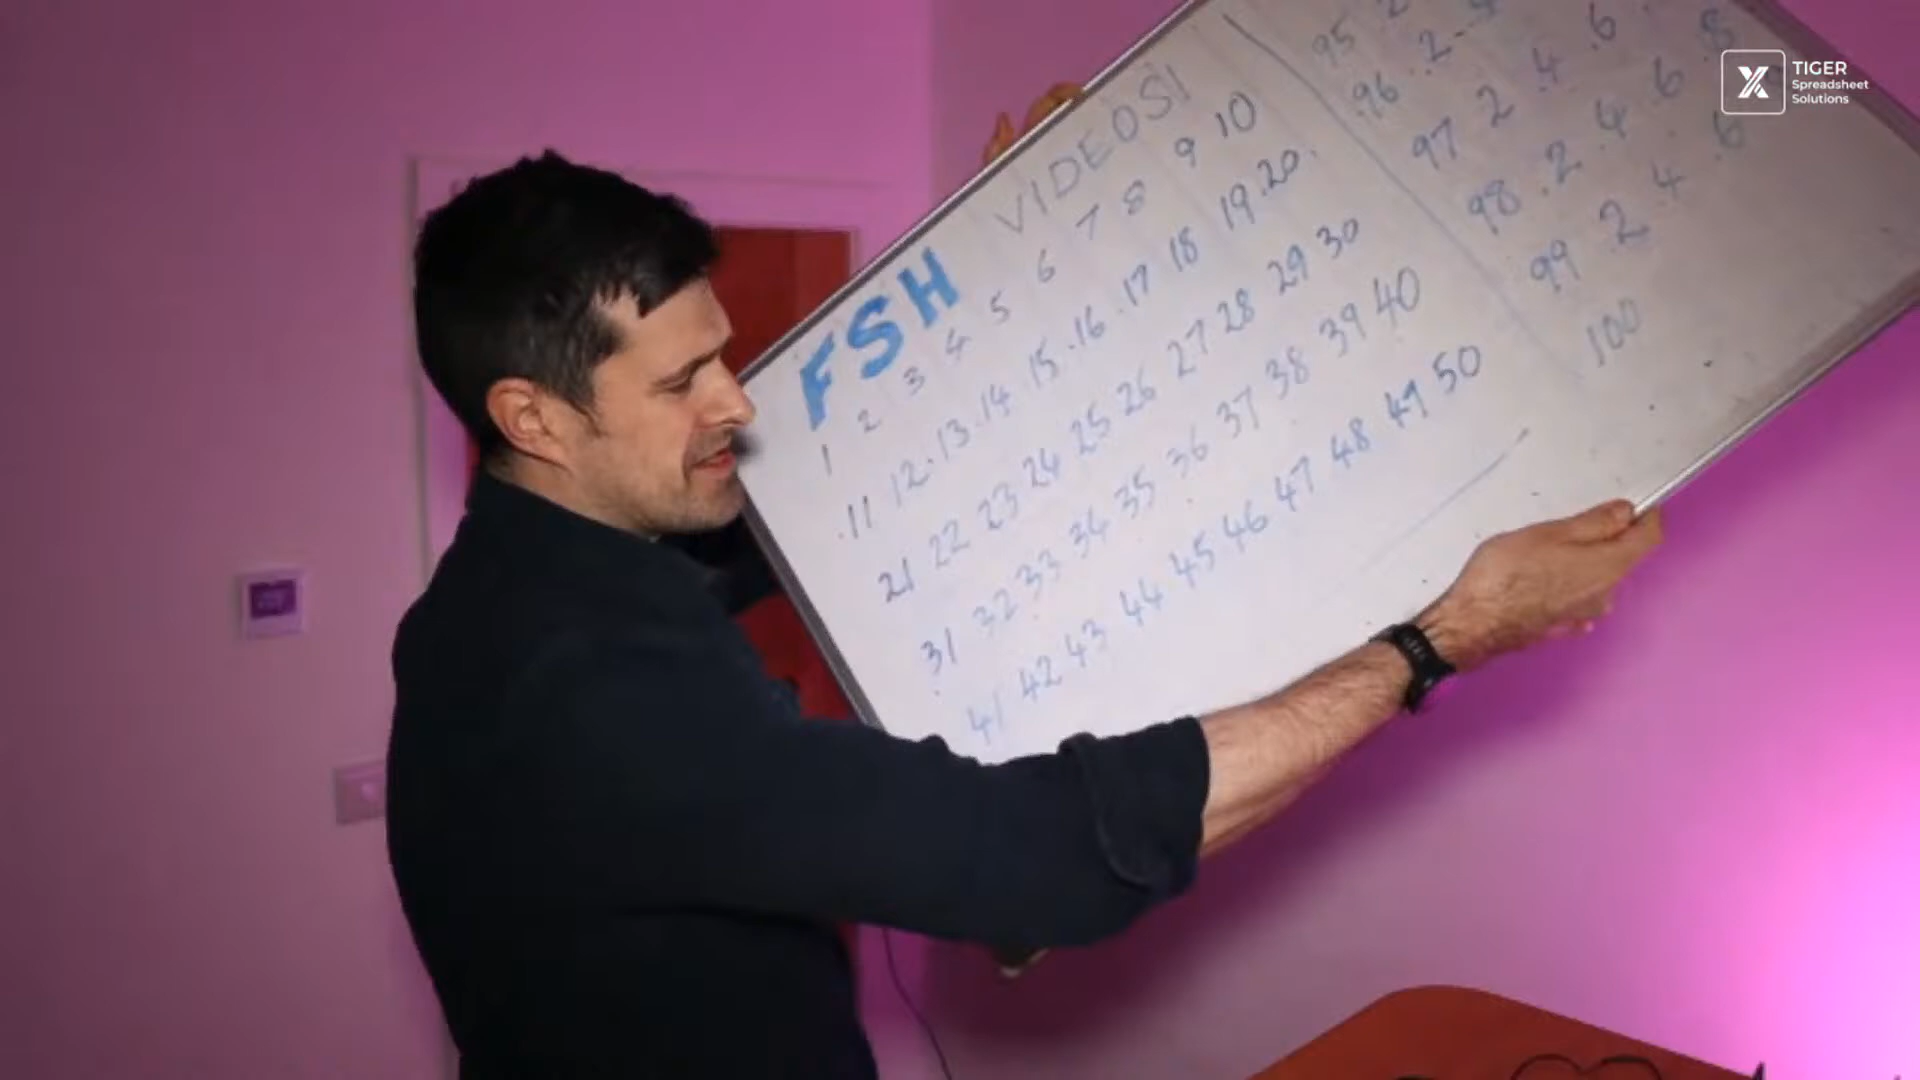 FSH VIDEOS!
1 2 3 4 5 6 7 8 9 10
.11 12.13.14 15.16.17 18 19.20.
21 22 23 24 25 26 27 28 29 30
31 32 33 34 35 36 37 38 39 40
41 42 43 44 45 46 47 48 49 50
95 2
.96 .2
97 2 .4 .6
98 .2 .4 6 .8
99 2 .4 .6
100
TIGER
Spreadsheet
Solutions